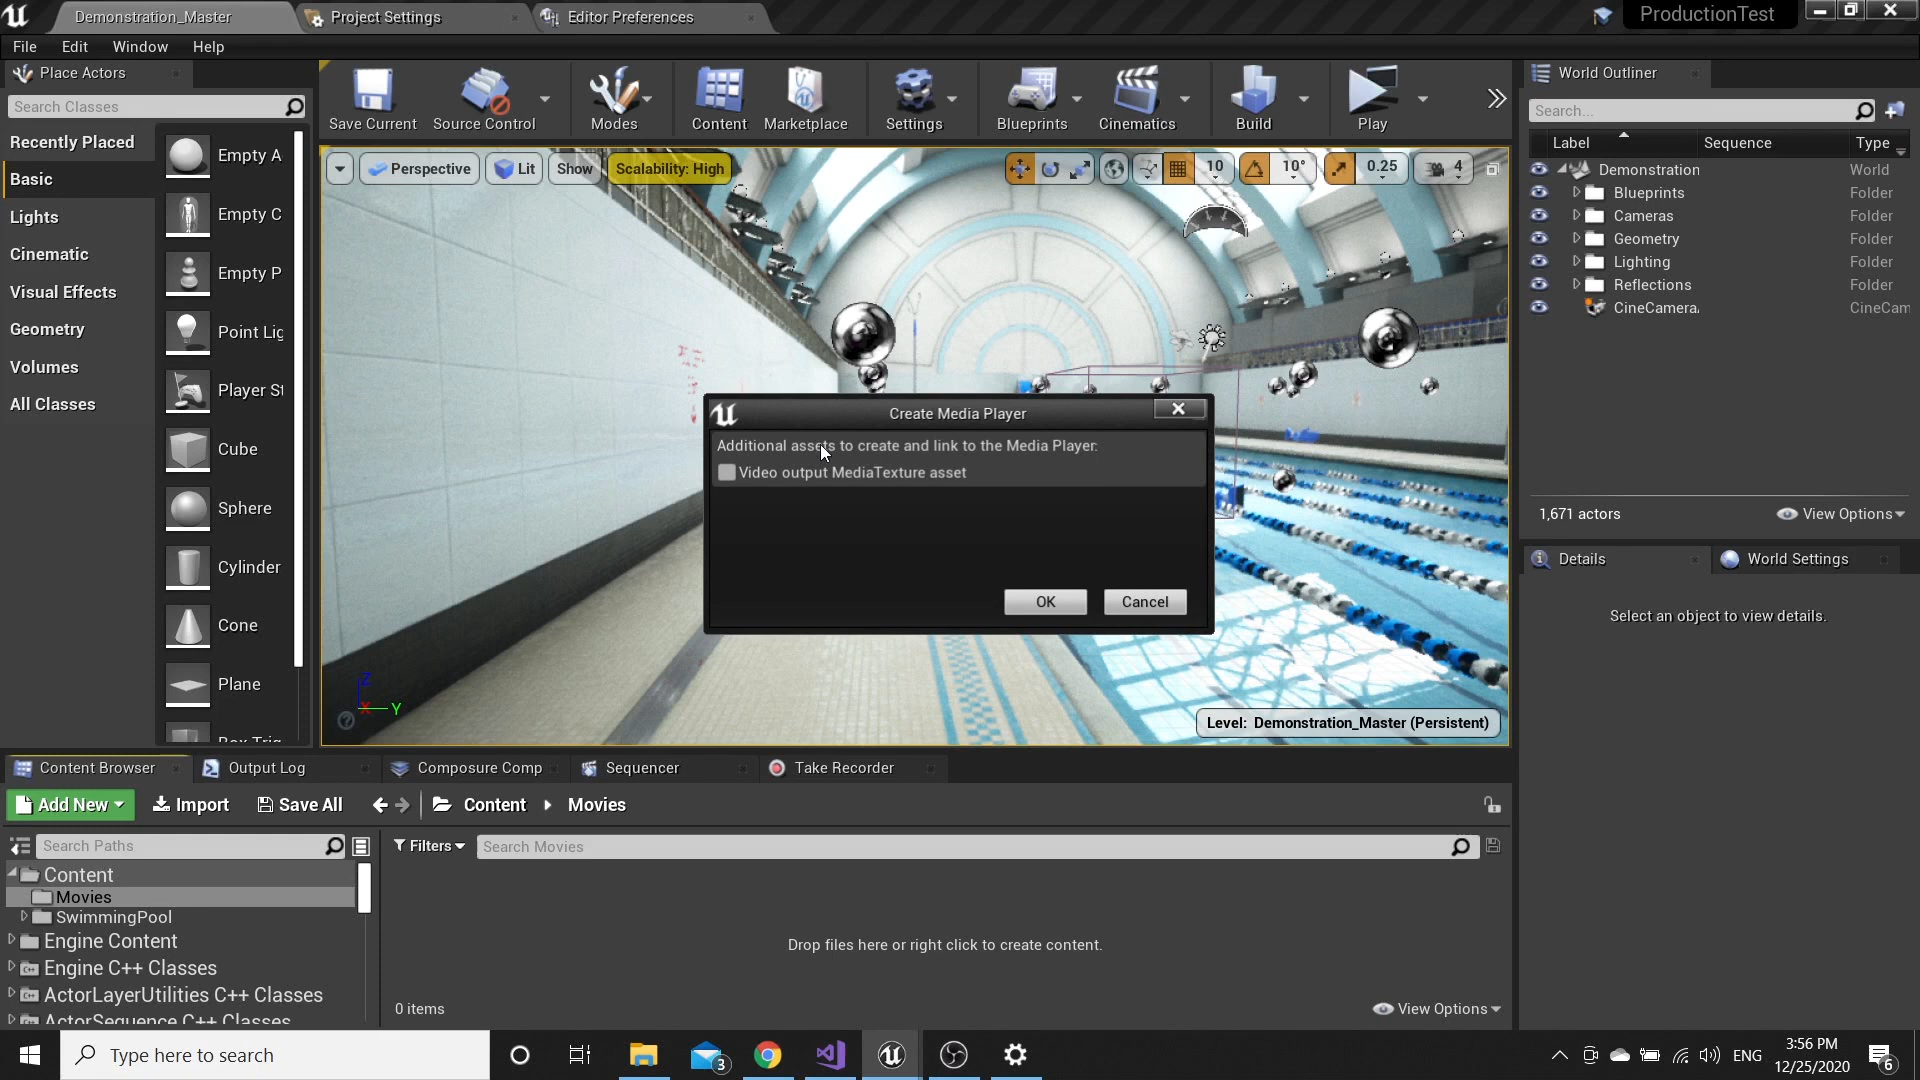 Demonstration_Master
Project Settings
Editor Preferences
ProductionTest
File Edit Window Help
Place Actors
Search Classes
Recently Placed
Basic
Lights
Cinematic
Visual Effects
Geometry
Volumes
All Classes
Empty A
Empty C
Empty P
Point Lig
Player St
Cube
Sphere
Cylinder
Cone
Plane
Box Trig
Save Current
Source Control
Modes
Content
Marketplace
Settings
Blueprints
Cinematics
Build
Play
Perspective
Lit
Show
Scalability: High
10
10°
0.25
4
Create Media Player
Additional assets to create and link to the Media Player:
Video output MediaTexture asset
OK
Cancel
Z
X
Y
Level: Demonstration_Master (Persistent)
World Outliner
Search...
Label Sequence Type
Demonstration World
Blueprints Folder
Cameras Folder
Geometry Folder
Lighting Folder
Reflections Folder
CineCamera CineCam
1,671 actors
View Options
Details
World Settings
Select an object to view details.
Content Browser
Output Log
Composure Comp
Sequencer
Take Recorder
Add New
Import
Save All
Content
Movies
Search Paths
Filters
Search Movies
Content
Movies
SwimmingPool
Engine Content
Engine C++ Classes
ActorLayerUtilities C++ Classes
ActorSequence C++ Classes
Drop files here or right click to create content.
0 items
View Options
Type here to search
3
ENG
3:56 PM
12/25/2020
6